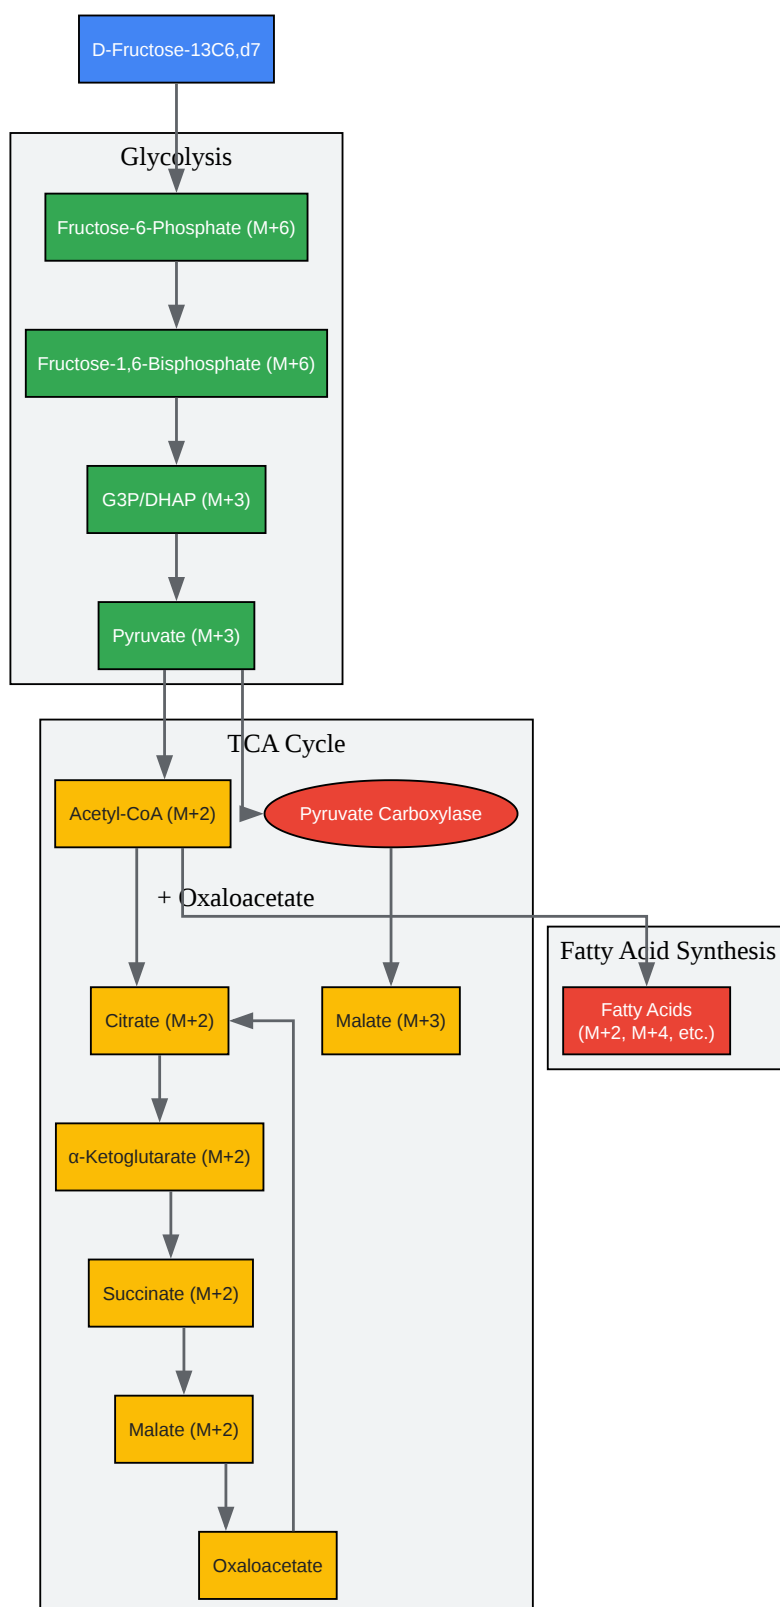 D-Fructose-13C6,d7
Glycolysis
Fructose-6-Phosphate (M+6)
Fructose-1,6-Bisphosphate (M+6)
G3P/DHAP (M+3)
Pyruvate (M+3)
TCA Cycle
Acetyl-CoA (M+2)
Pyruvate Carboxylase
+ Oxaloacetate
Fatty Acid Synthesis
Citrate (M+2)
Malate (M+3)
Fatty Acids
(M+2, M+4, etc.)
α-Ketoglutarate (M+2)
Succinate (M+2)
Malate (M+2)
Oxaloacetate